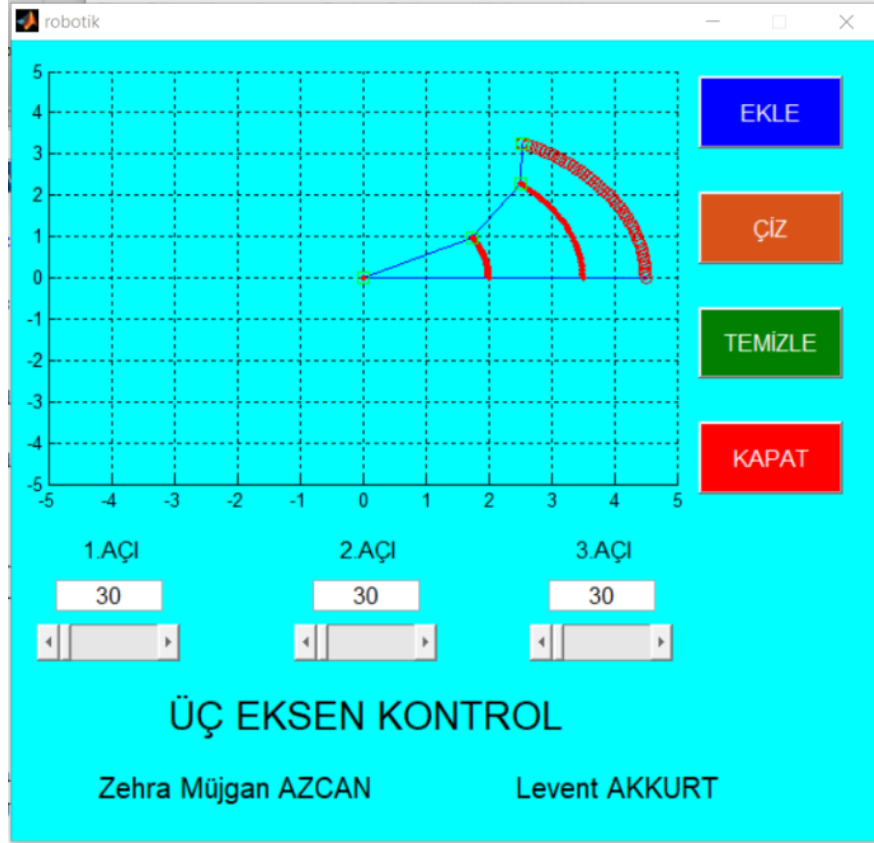 robotik
5
4
3
2
1
0
-1
-2
-3
-4
-5
-5 -4 -3 -2 -1 0 1 2 3 4 5
EKLE
ÇİZ
TEMİZLE
KAPAT
1.AÇI 2.AÇI 3.AÇI
30 30 30
ÜÇ EKSEN KONTROL
Zehra Müjgan AZCAN Levent AKKURT